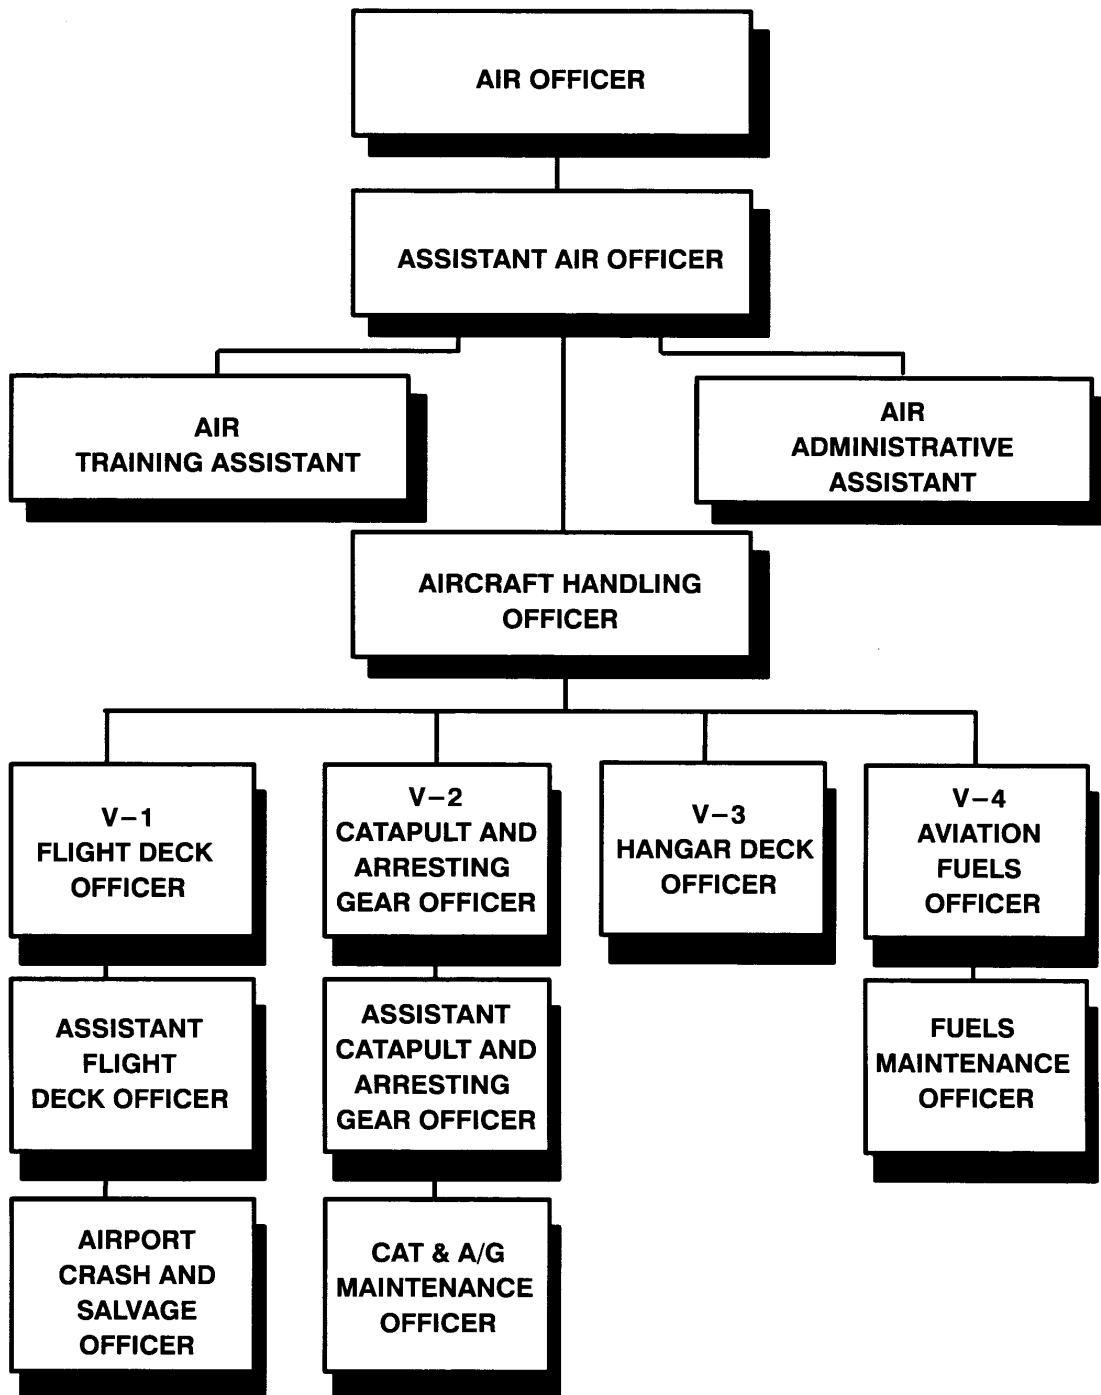 AIR OFFICER
ASSISTANT AIR OFFICER
AIR
TRAINING ASSISTANT
AIR
ADMINISTRATIVE
ASSISTANT
AIRCRAFT HANDLING
OFFICER
V–1
FLIGHT DECK
OFFICER
V–2
CATAPULT AND
ARRESTING
GEAR OFFICER
V–3
HANGAR DECK
OFFICER
V–4
AVIATION
FUELS
OFFICER
ASSISTANT
FLIGHT
DECK OFFICER
ASSISTANT
CATAPULT AND
ARRESTING
GEAR OFFICER
FUELS
MAINTENANCE
OFFICER
AIRPORT
CRASH AND
SALVAGE
OFFICER
CAT & A/G
MAINTENANCE
OFFICER